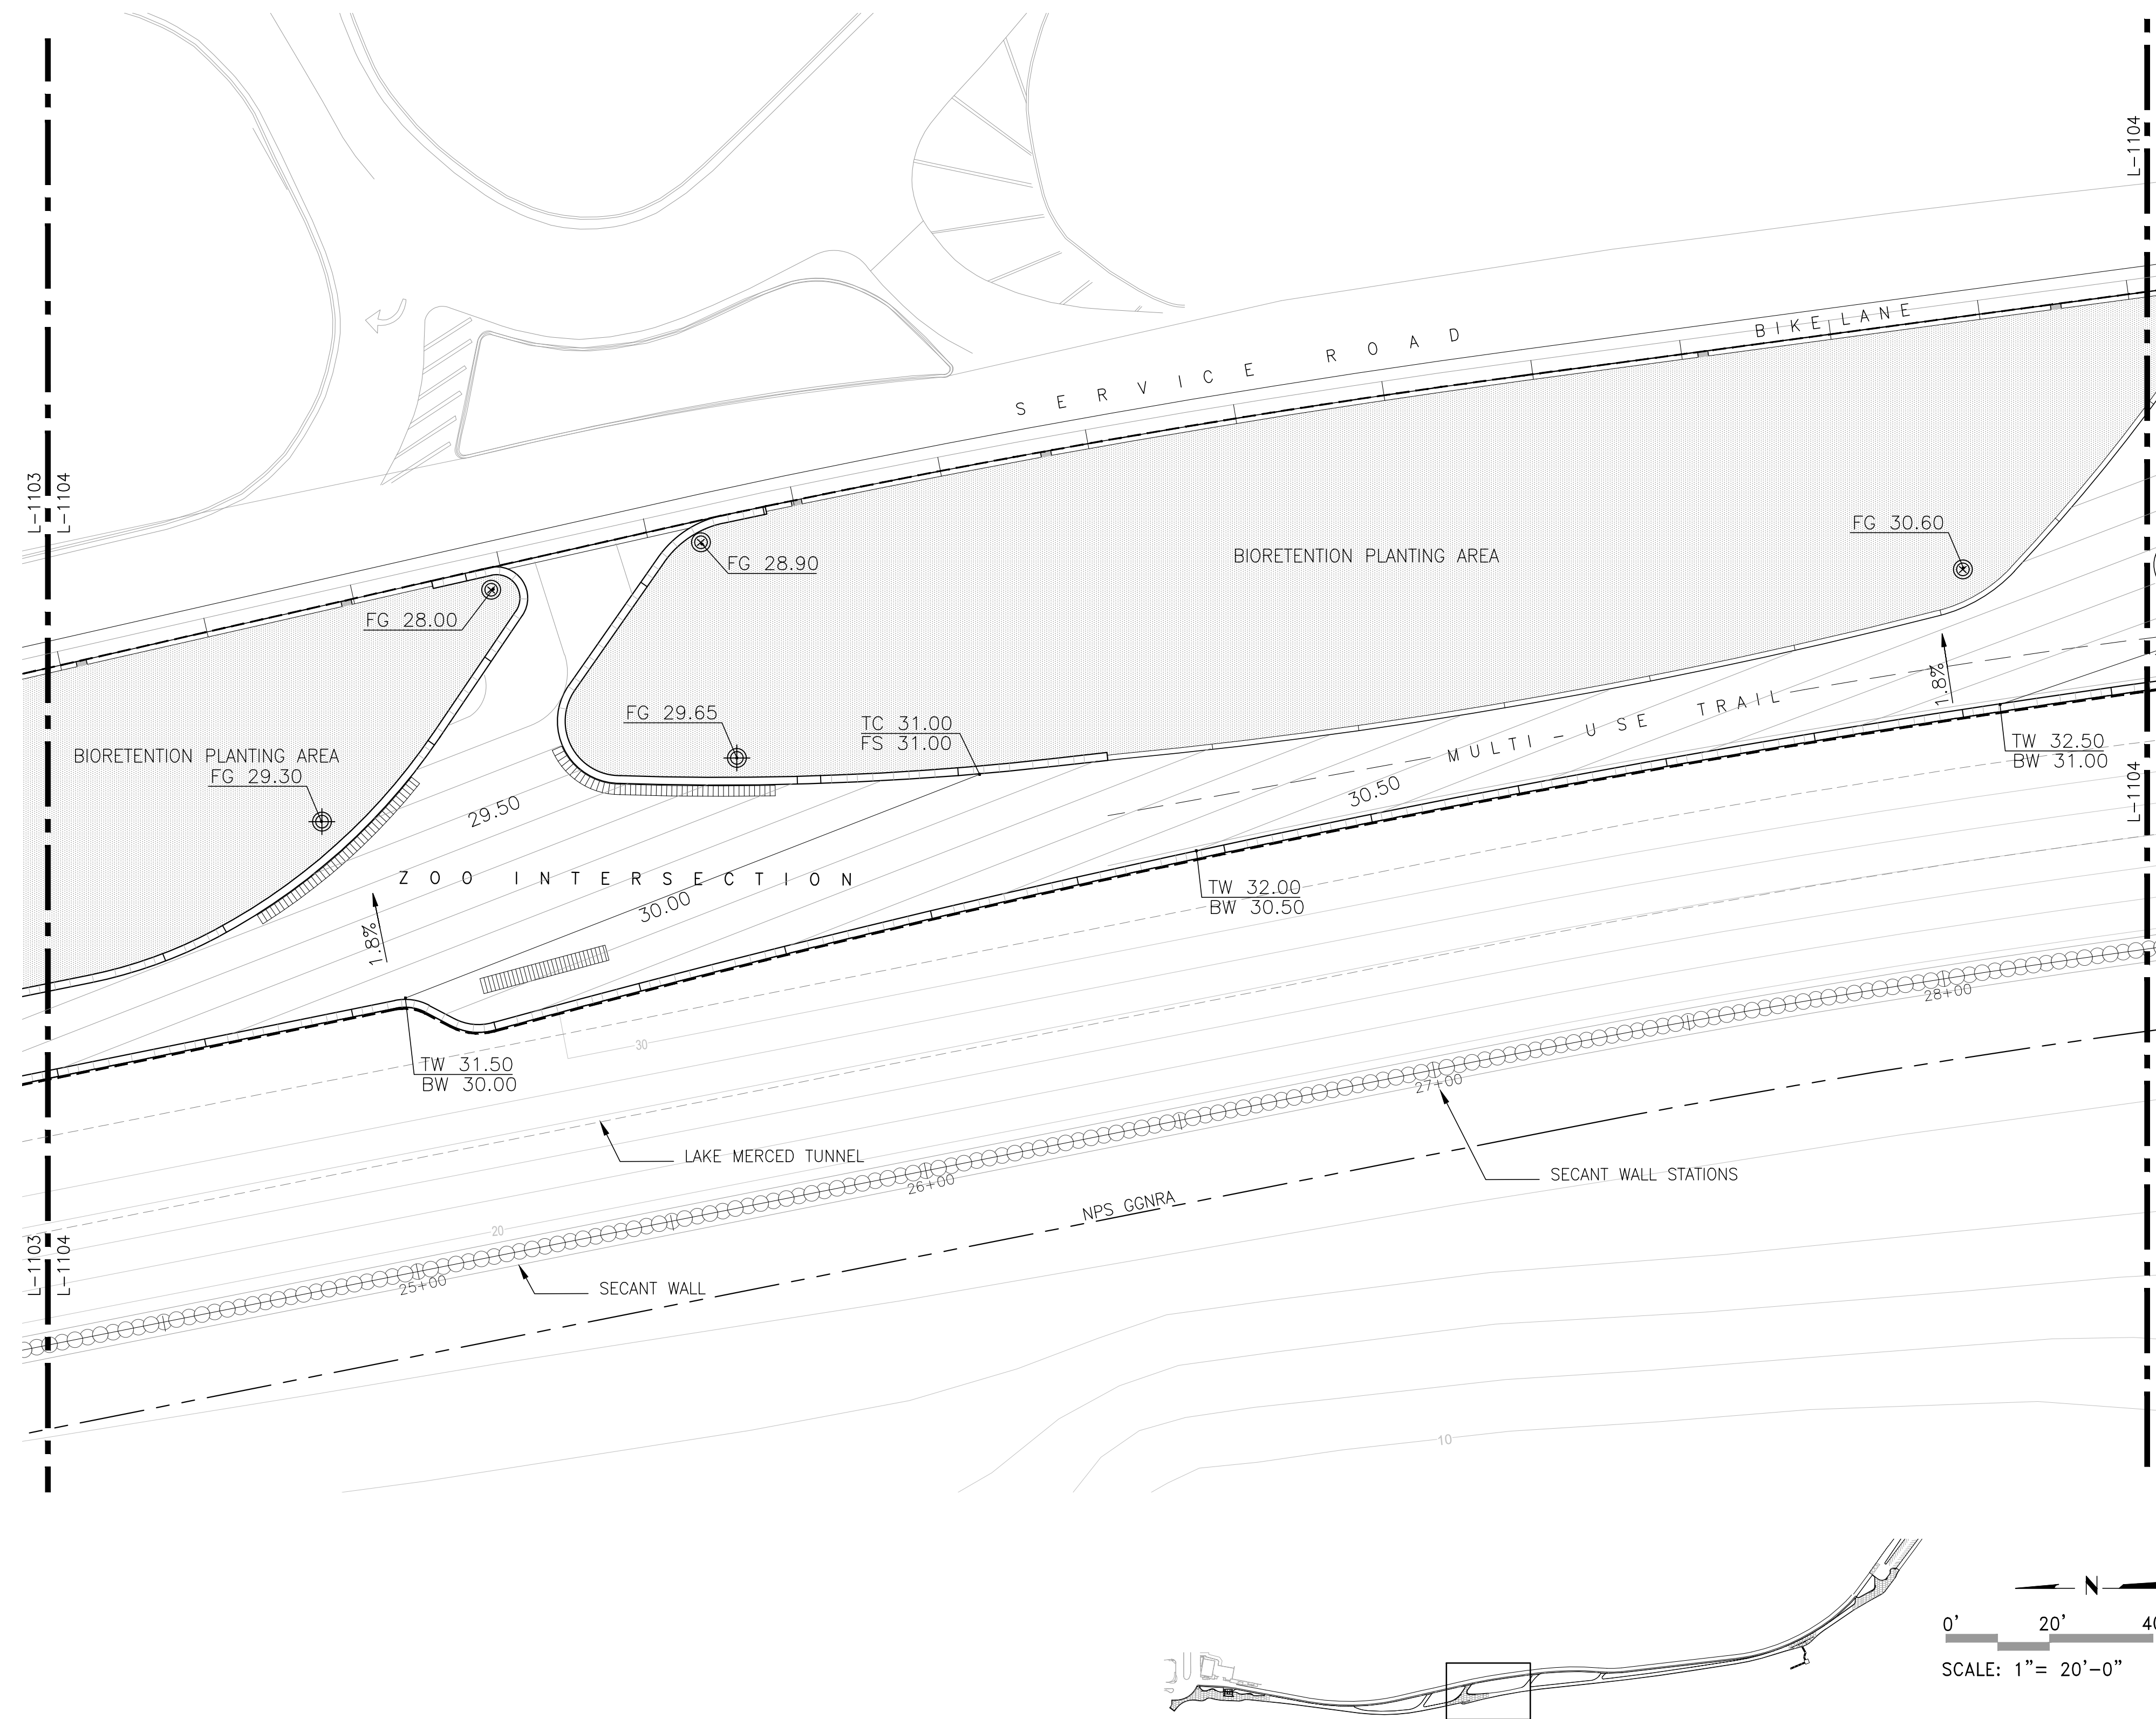 L-1104
SERVICE ROAD
BIKE LANE
L-1103
L-1104
FG 28.90
FG 28.00
BIORETENTION PLANTING AREA
FG 30.60
FG 29.65
TC 31.00
FS 31.00
1.8%
MULTI-USE TRAIL
TW 32.50
BW 31.00
BIORETENTION PLANTING AREA
FG 29.30
29.50
30.50
L-1104
ZOO INTERSECTION
TW 32.00
BW 30.50
30.00
1.8%
28+00
30
TW 31.50
BW 30.00
27+00
LAKE MERCED TUNNEL
SECANT WALL STATIONS
26+00
NPS GGNRA
20
L-1103
L-1104
25+00
SECANT WALL
10
N
0' 20' 40
SCALE: 1"= 20'-0"